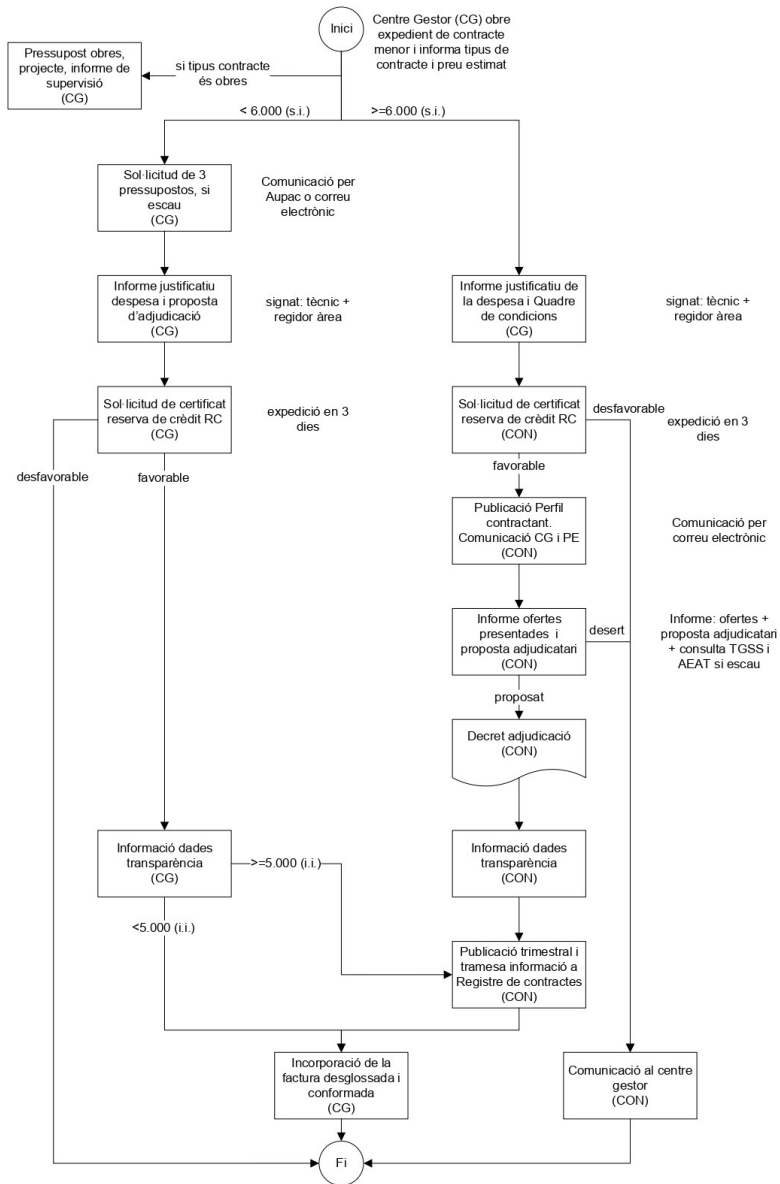 Inici
Centre Gestor (CG) obre
expedient de contracte
menor i informa tipus de
contracte i preu estimat
Pressupost obres,
projecte, informe de
supervisió
(CG)
si tipus contracte
és obres
< 6.000 (s.i.)
>=6.000 (s.i.)
Sol·licitud de 3
pressupostos, si
escau
(CG)
Comunicació per
Aupac o correu
electrònic
Informe justificatiu
despesa i proposta
d'adjudicació
(CG)
signat: tècnic +
regidor àrea
Informe justificatiu de
la despesa i Quadre
de condicions
(CG)
signat: tècnic +
regidor àrea
Sol·licitud de certificat
reserva de crèdit RC
(CG)
expedició en 3
dies
Sol·licitud de certificat
reserva de crèdit RC
(CON)
desfavorable
expedició en 3
dies
desfavorable
favorable
favorable
Publicació Perfil
contractant.
Comunicació CG i PE
(CON)
Comunicació per
correu electrònic
Informe ofertes
presentades i
proposta adjudicatari
(CON)
desert
Informe: ofertes +
proposta adjudicatari
+ consulta TGSS i
AEAT si escau
proposat
Decret adjudicació
(CON)
Informació dades
transparència
(CG)
>=5.000 (i.i.)
Informació dades
transparència
(CON)
<5.000 (i.i.)
Publicació trimestral i
tramesa informació a
Registre de contractes
(CON)
Incorporació de la
factura desglossada i
conformada
(CG)
Comunicació al centre
gestor
(CON)
Fi